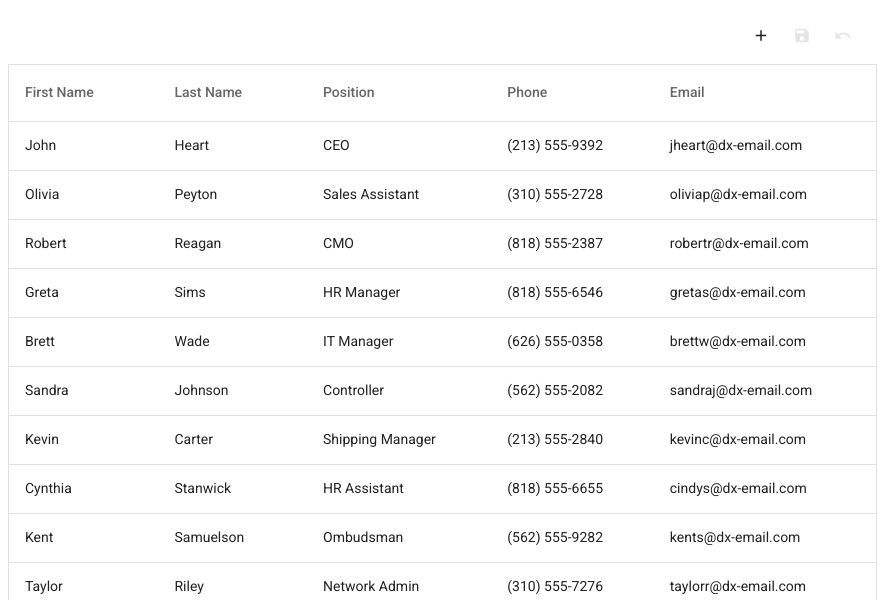 First Name Last Name Position Phone Email
John Heart CEO (213) 555-9392 jheart@dx-email.com
Olivia Peyton Sales Assistant (310) 555-2728 oliviap@dx-email.com
Robert Reagan CMO (818) 555-2387 robertr@dx-email.com
Greta Sims HR Manager (818) 555-6546 gretas@dx-email.com
Brett Wade IT Manager (626) 555-0358 brettw@dx-email.com
Sandra Johnson Controller (562) 555-2082 sandraj@dx-email.com
Kevin Carter Shipping Manager (213) 555-2840 kevinc@dx-email.com
Cynthia Stanwick HR Assistant (818) 555-6655 cindys@dx-email.com
Kent Samuelson Ombudsman (562) 555-9282 kents@dx-email.com
Taylor Riley Network Admin (310) 555-7276 taylorr@dx-email.com